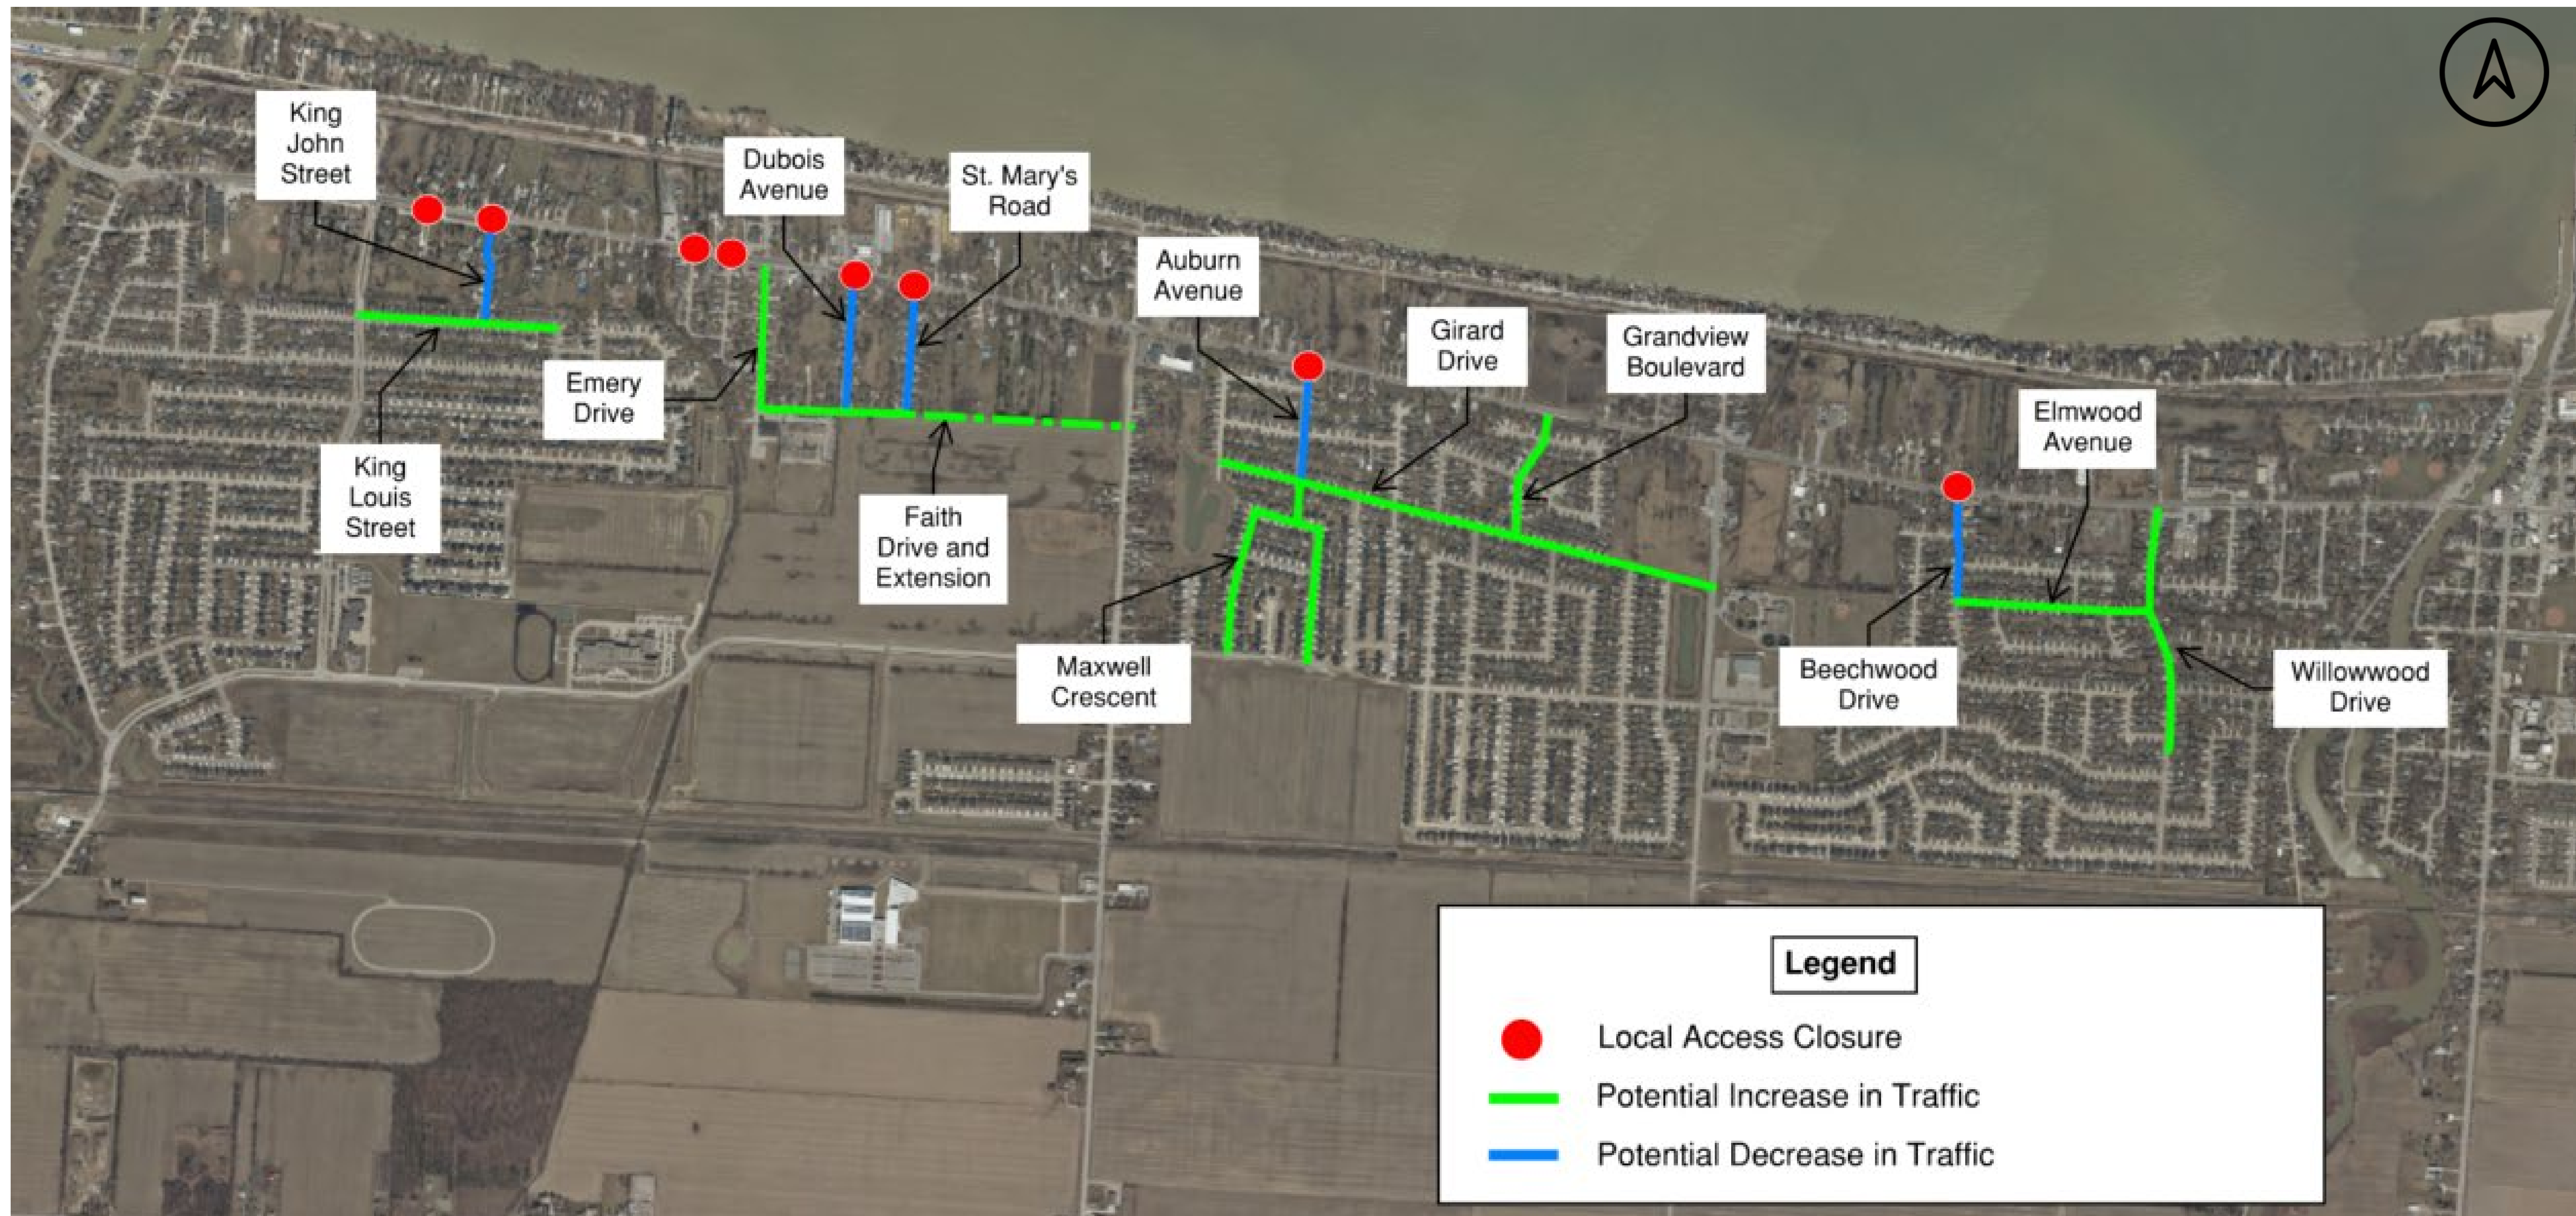 King
John
Street
Dubois
Avenue
St. Mary's
Road
Auburn
Avenue
Girard
Drive
Grandview
Boulevard
Emery
Drive
Elmwood
Avenue
King
Louis
Street
Faith
Drive and
Extension
Maxwell
Crescent
Beechwood
Drive
Willowwood
Drive
Legend
Local Access Closure
Potential Increase in Traffic
Potential Decrease in Traffic